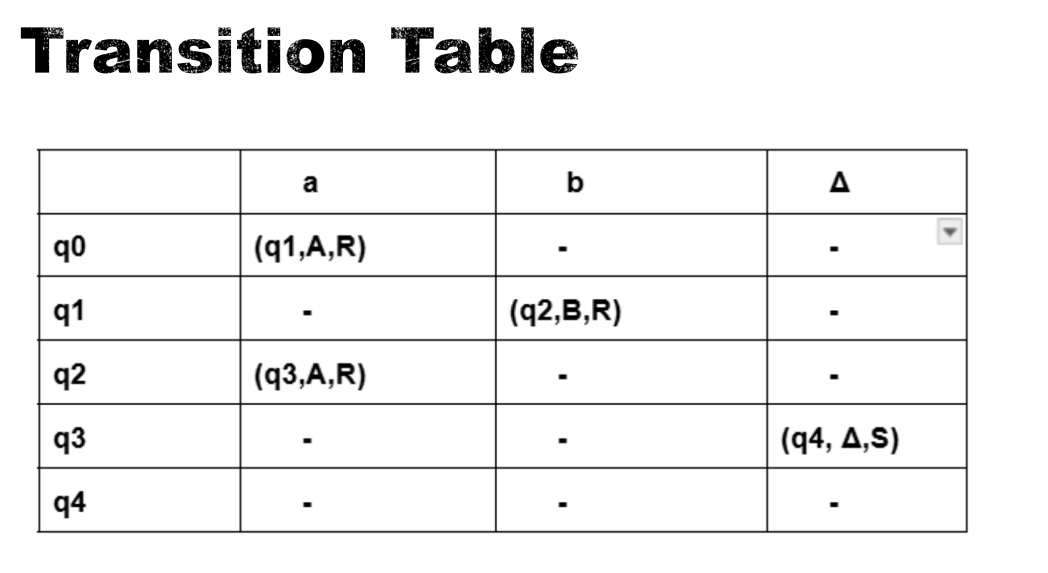 Transition Table
a b Δ
q0 (q1,A,R) - -
q1 - (q2,B,R) -
q2 (q3,A,R) - -
q3 - - (q4, Δ,S)
q4 - - -